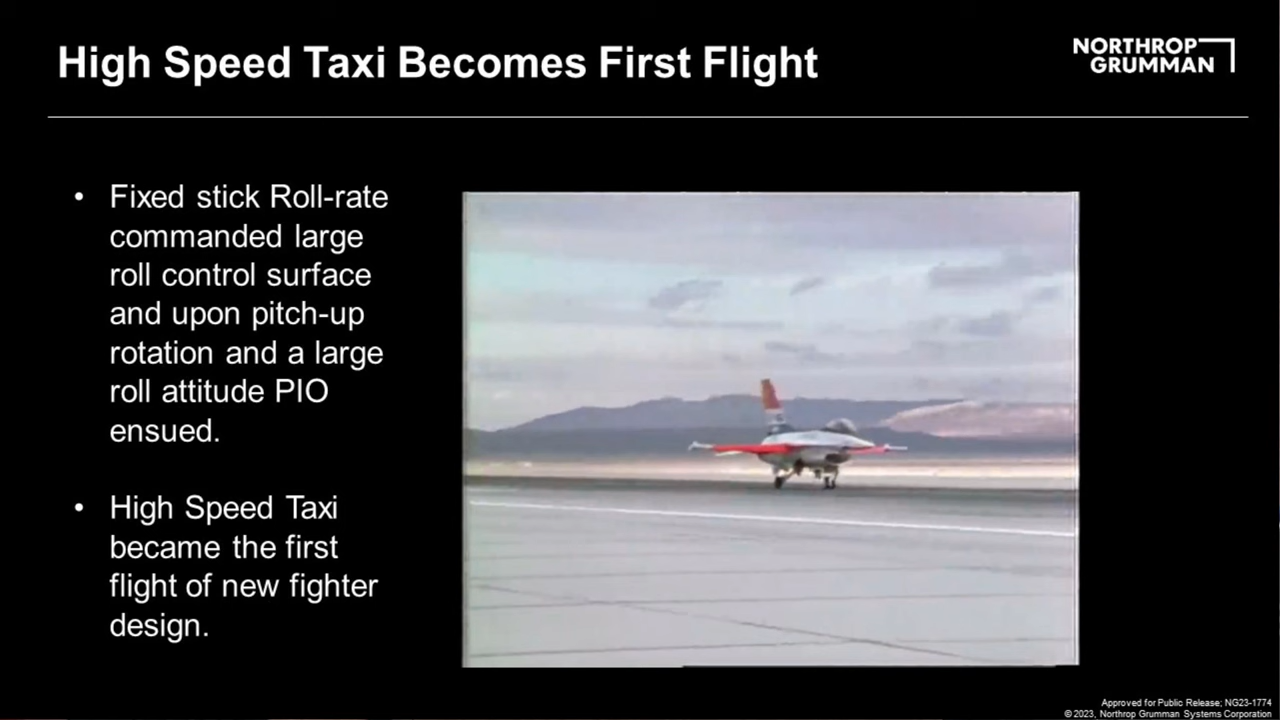 High Speed Taxi Becomes First Flight
NORTHROP
GRUMMAN
• Fixed stick Roll-rate
commanded large
roll control surface
and upon pitch-up
rotation and a large
roll attitude PIO
ensued.
• High Speed Taxi
became the first
flight of new fighter
design.
Approved for Public Release; NG23-1774
© 2023, Northrop Grumman Systems Corporation